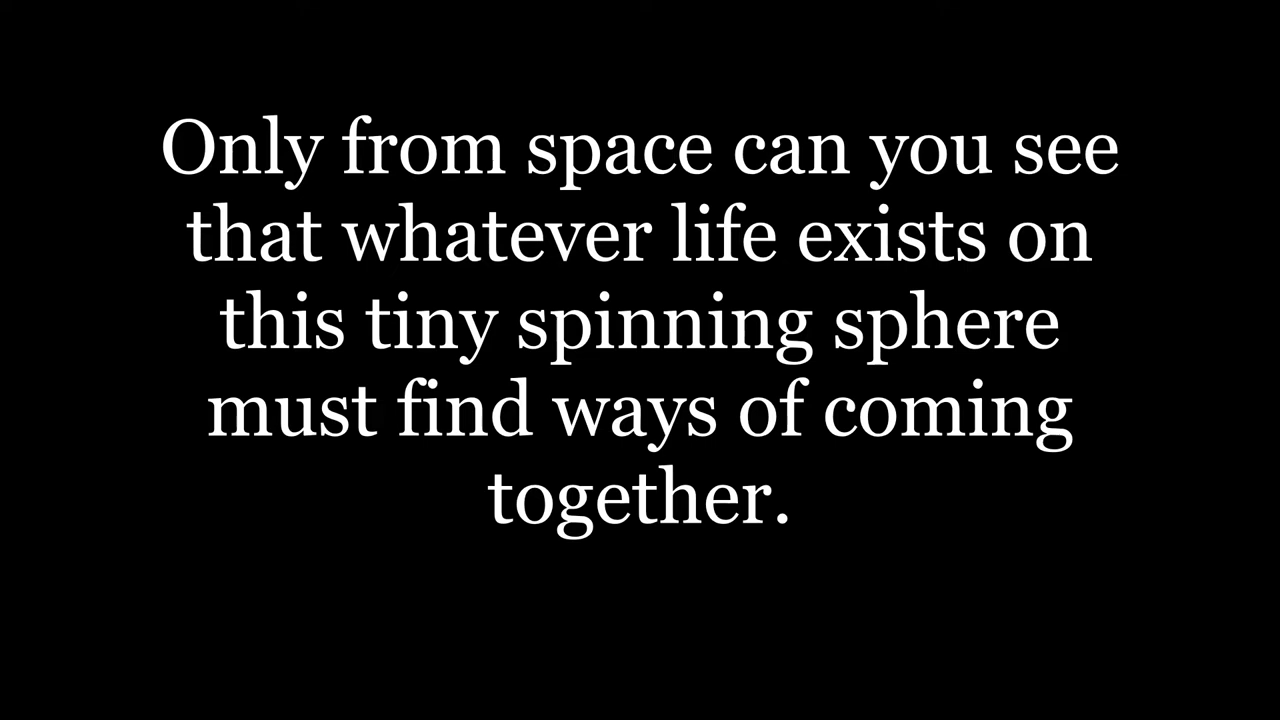 Only from space can you see
that whatever life exists on
this tiny spinning sphere
must find ways of coming
together.